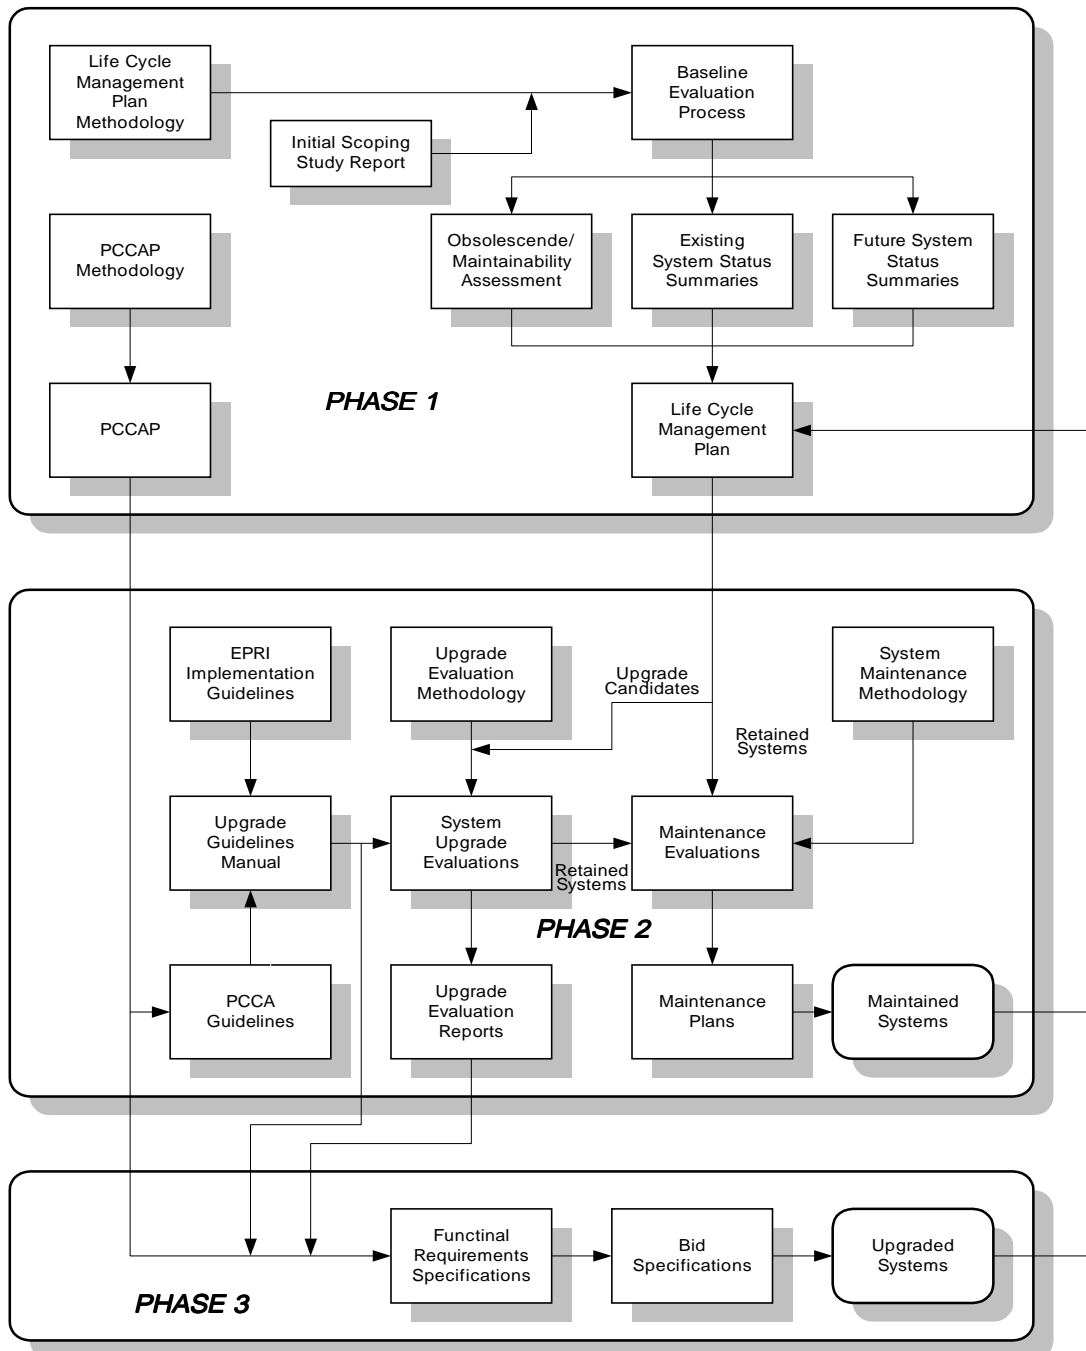 Life Cycle
Management
Plan
Methodology
Baseline
Evaluation
Process
Initial Scoping
Study Report
PCCAP
Methodology
Obsolescende/
Maintainability
Assessment
Existing
System Status
Summaries
Future System
Status
Summaries
PCCAP
PHASE 1
Life Cycle
Management
Plan
EPRI
Implementation
Guidelines
Upgrade
Evaluation
Methodology
Upgrade
Candidates
System
Maintenance
Methodology
Retained
Systems
Upgrade
Guidelines
Manual
System
Upgrade
Evaluations
Retained
Systems
Maintenance
Evaluations
PHASE 2
PCCA
Guidelines
Upgrade
Evaluation
Reports
Maintenance
Plans
Maintained
Systems
Functinal
Requirements
Specifications
Bid
Specifications
Upgraded
Systems
PHASE 3